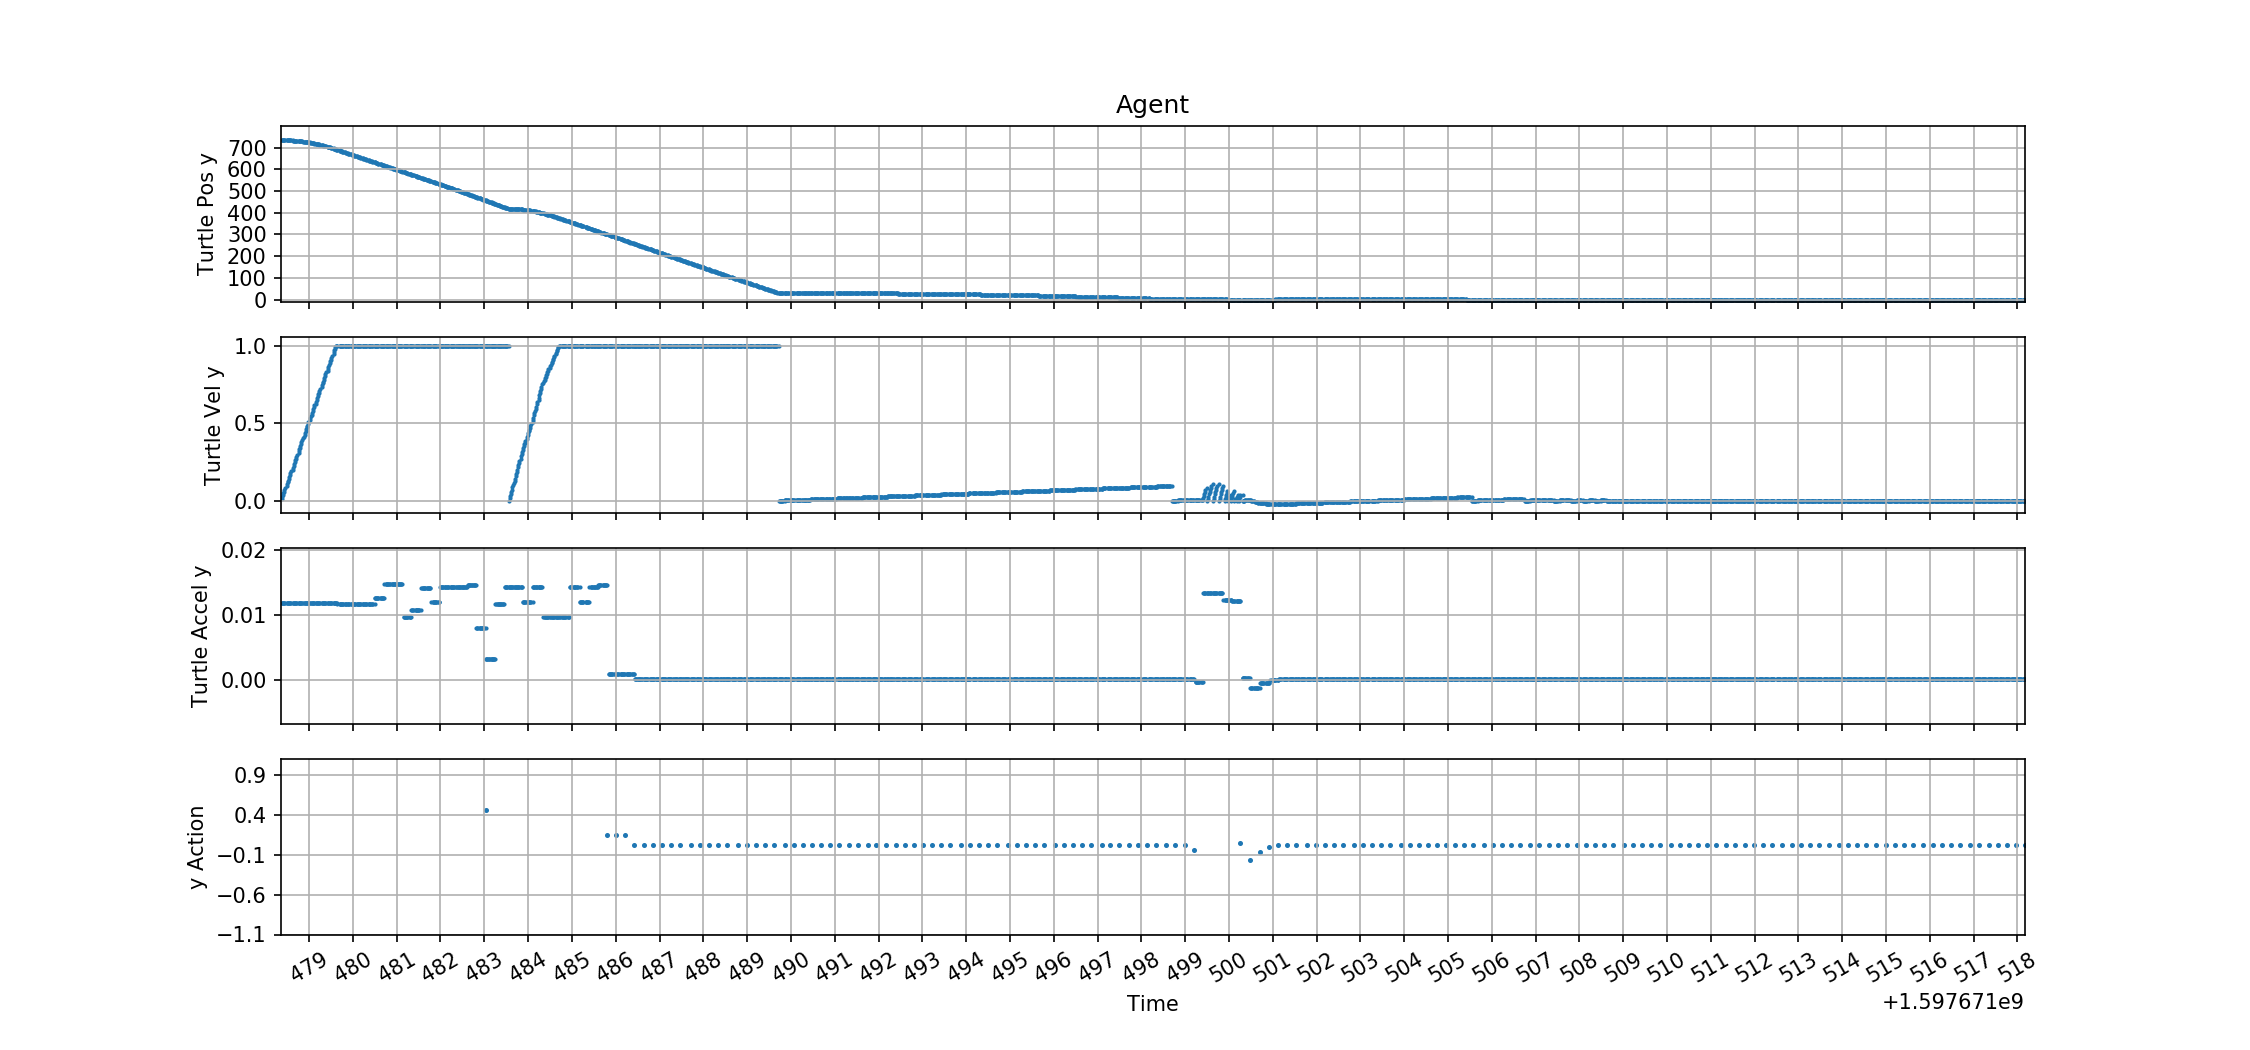 Agent
Turtle Pos y
700
600
500
400
300
200
100
0
Turtle Vel y
1.0
0.5
0.0
Turtle Accel y
0.02
0.01
0.00
y Action
0.9
0.4
−0.1
−0.6
−1.1
479 480 481 482 483 484 485 486 487 488 489 490 491 492 493 494 495 496 497 498 499 500 501 502 503 504 505 506 507 508 509 510 511 512 513 514 515 516 517 518
Time
+1.597671e9